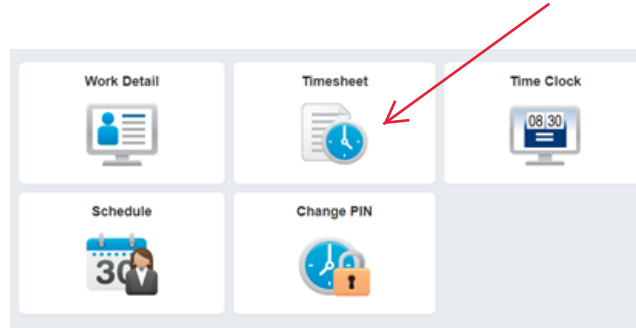 Work Detail
Timesheet
Time Clock
08 30
Schedule
Change PIN
30